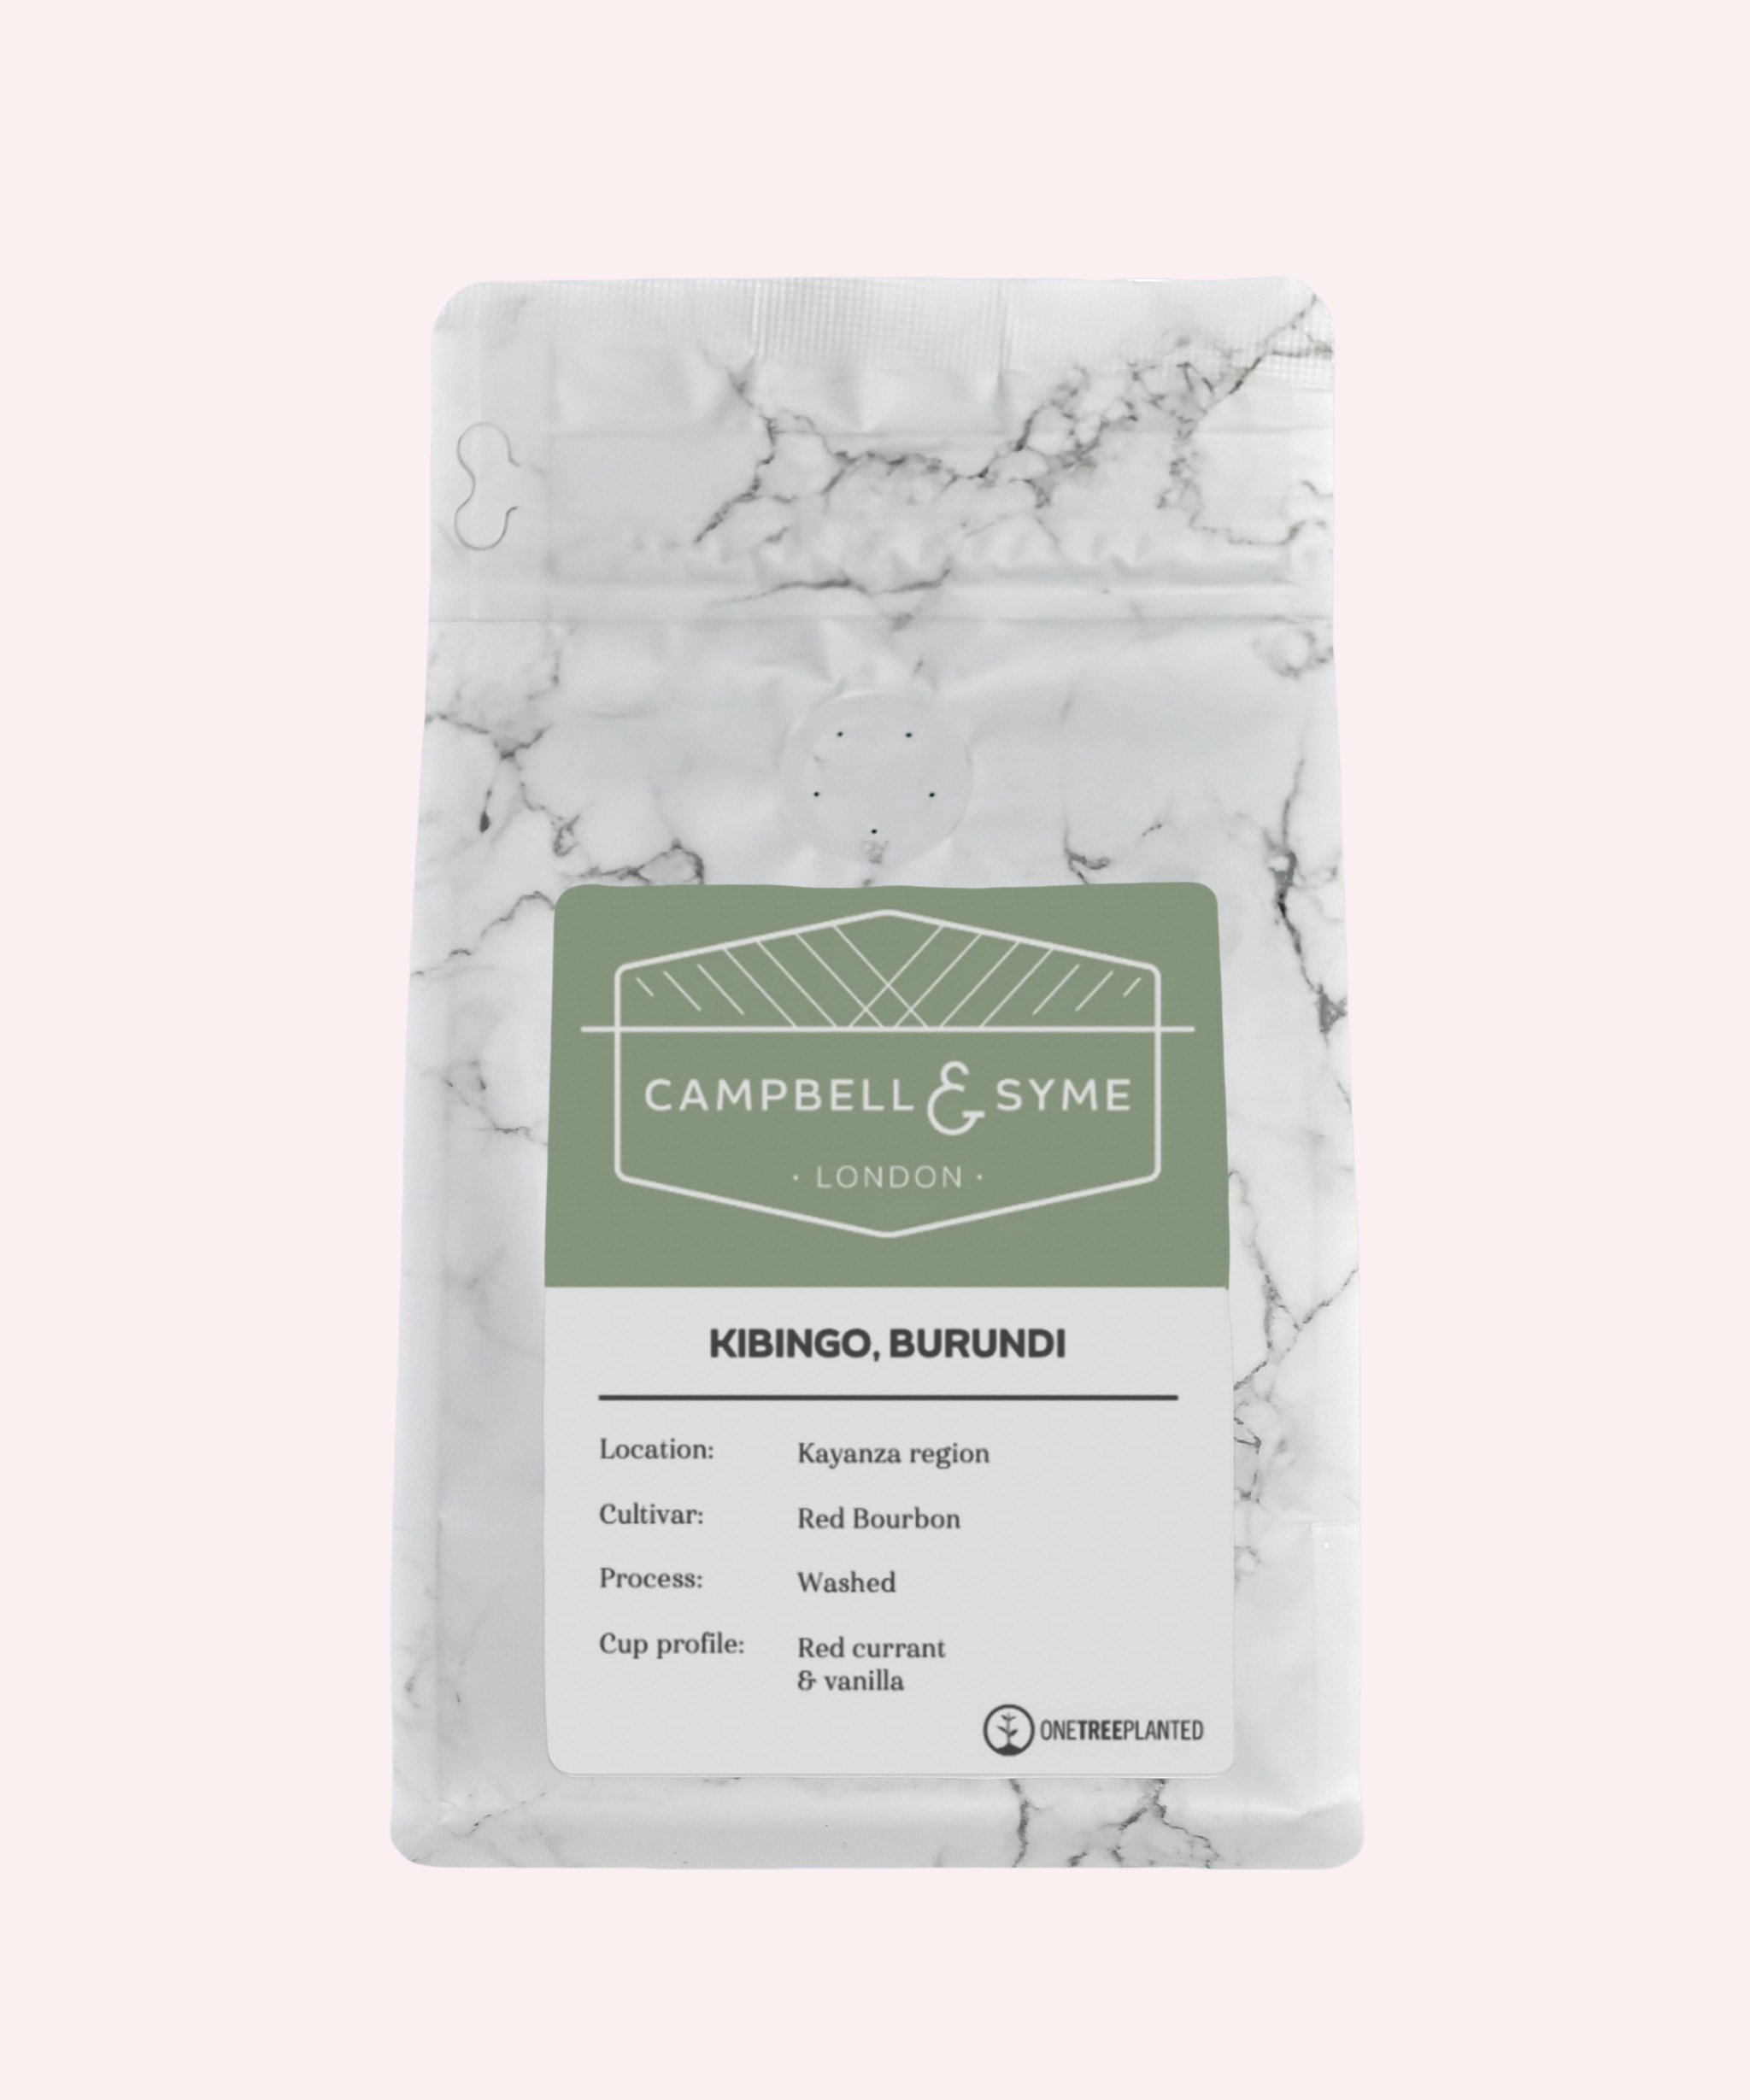 CAMPBELL & SYME
· LONDON ·
KIBINGO, BURUNDI
Location: Kayanza region
Cultivar: Red Bourbon
Process: Washed
Cup profile: Red currant
& vanilla
ONETREEPLANTED